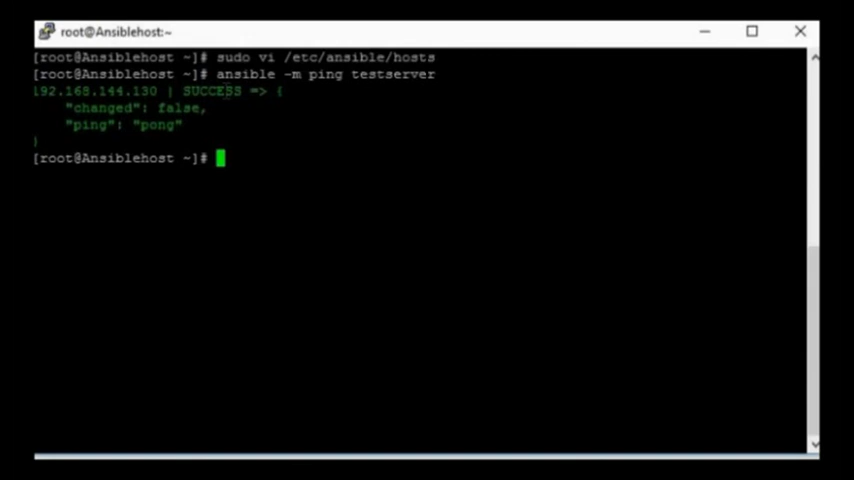 root@Ansiblehost:~
[root@Ansiblehost ~]# sudo vi /etc/ansible/hosts
[root@Ansiblehost ~]# ansible -m ping testserver
192.168.144.130 | SUCCESS => {
    "changed": false,
    "ping": "pong"
}
[root@Ansiblehost ~]#